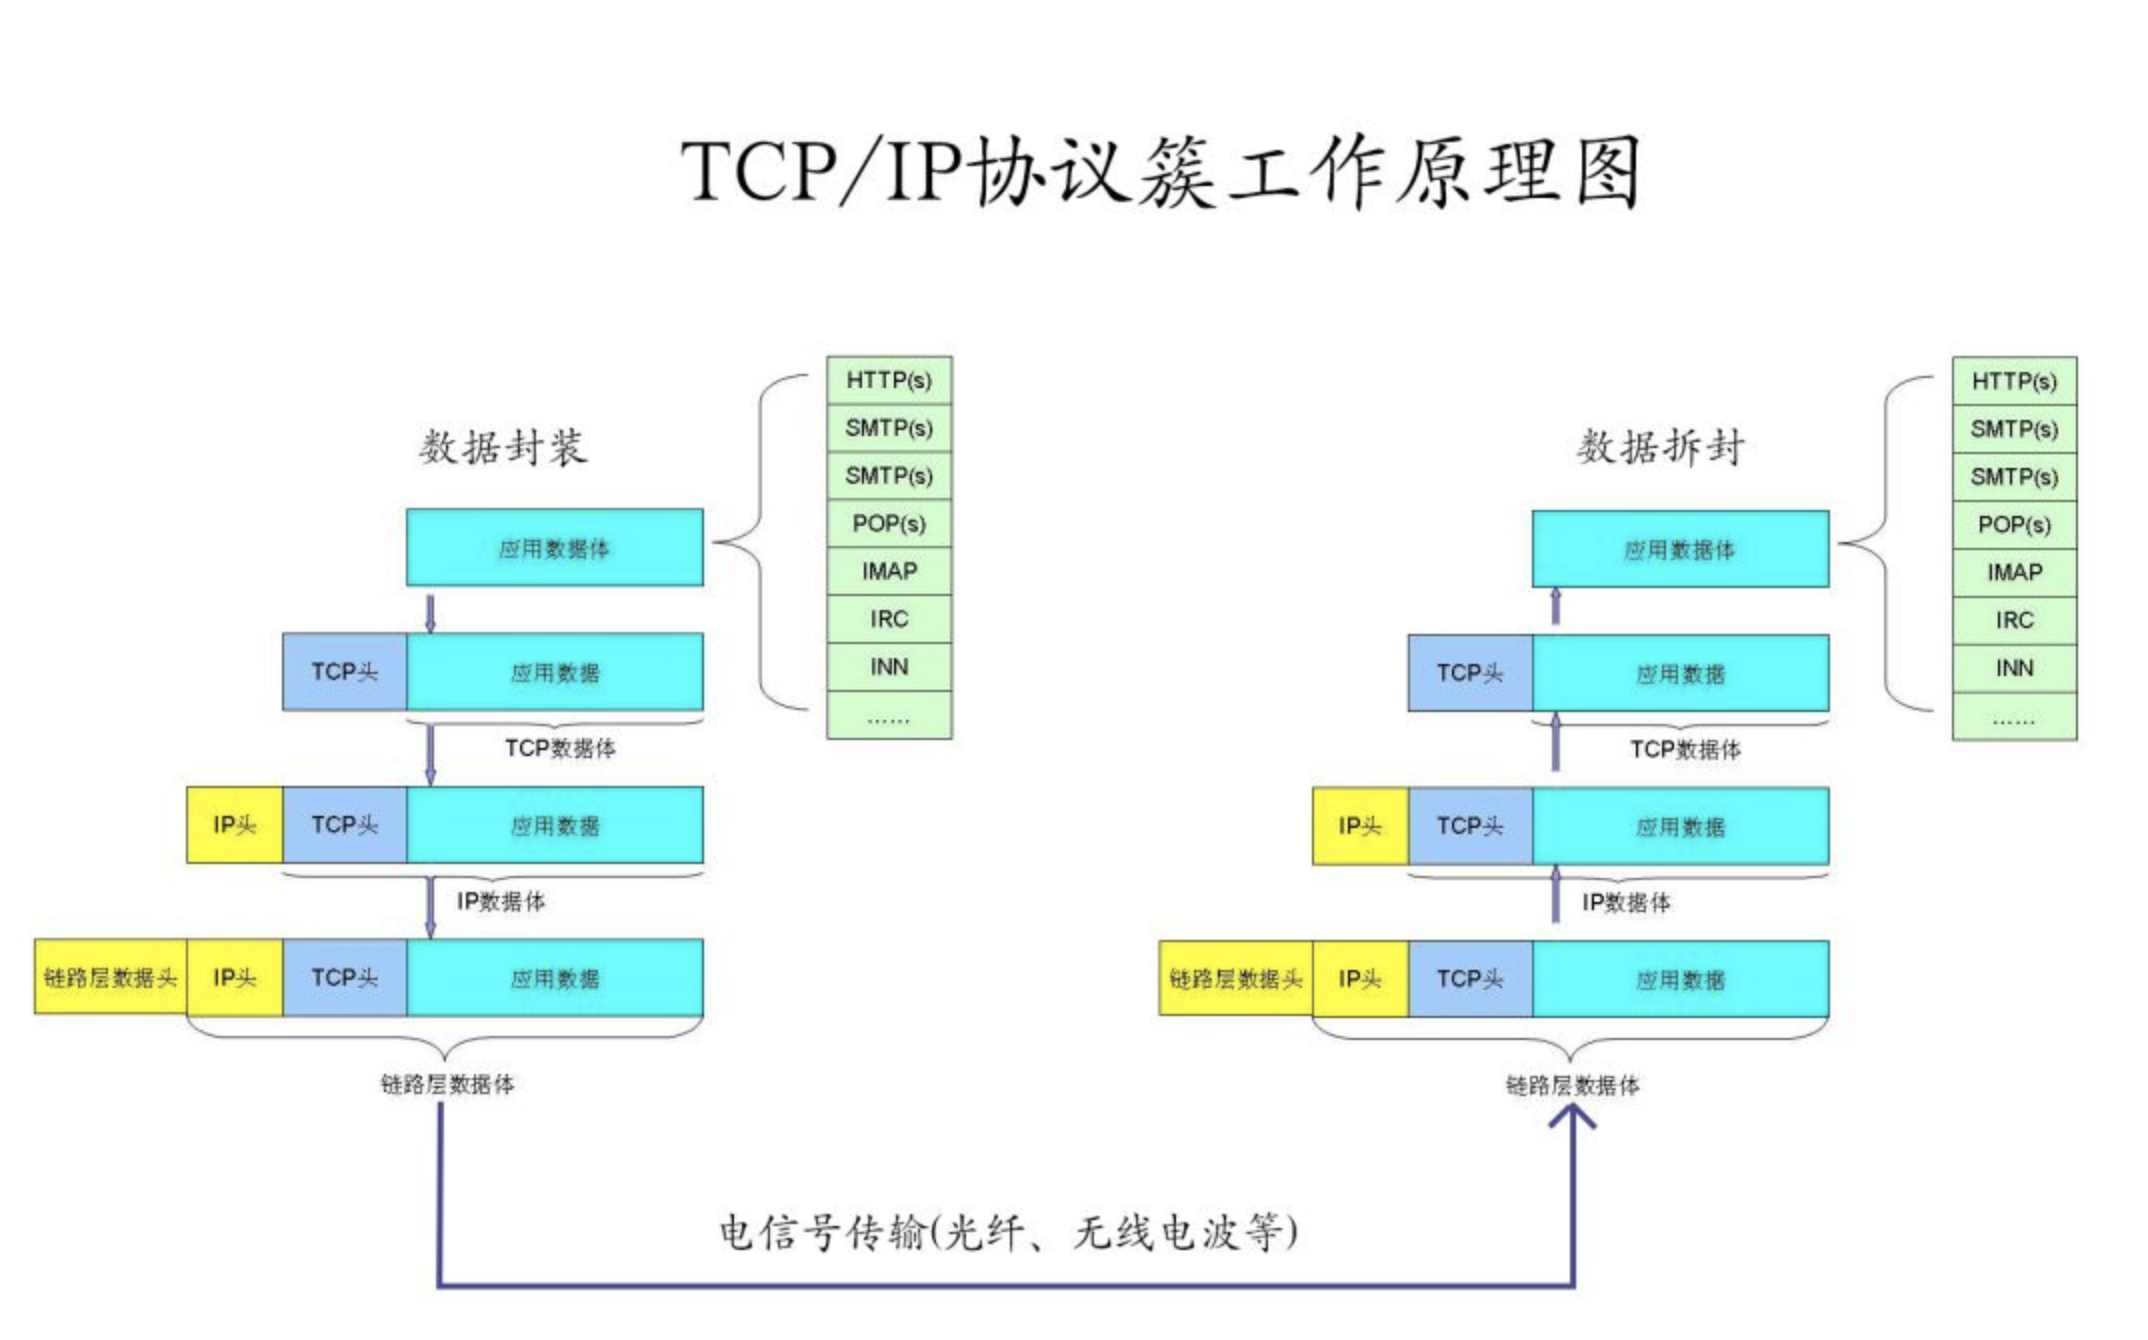 TCP/IP协议簇工作原理图
数据封装
HTTP(s)
SMTP(s)
SMTP(s)
POP(s)
IMAP
IRC
INN
……
应用数据体
TCP头 应用数据
TCP数据体
IP头 TCP头 应用数据
IP数据体
链路层数据头 IP头 TCP头 应用数据
链路层数据体
数据拆封
HTTP(s)
SMTP(s)
SMTP(s)
POP(s)
IMAP
IRC
INN
……
应用数据体
TCP头 应用数据
TCP数据体
IP头 TCP头 应用数据
IP数据体
链路层数据头 IP头 TCP头 应用数据
链路层数据体
电信号传输(光纤、无线电波等)